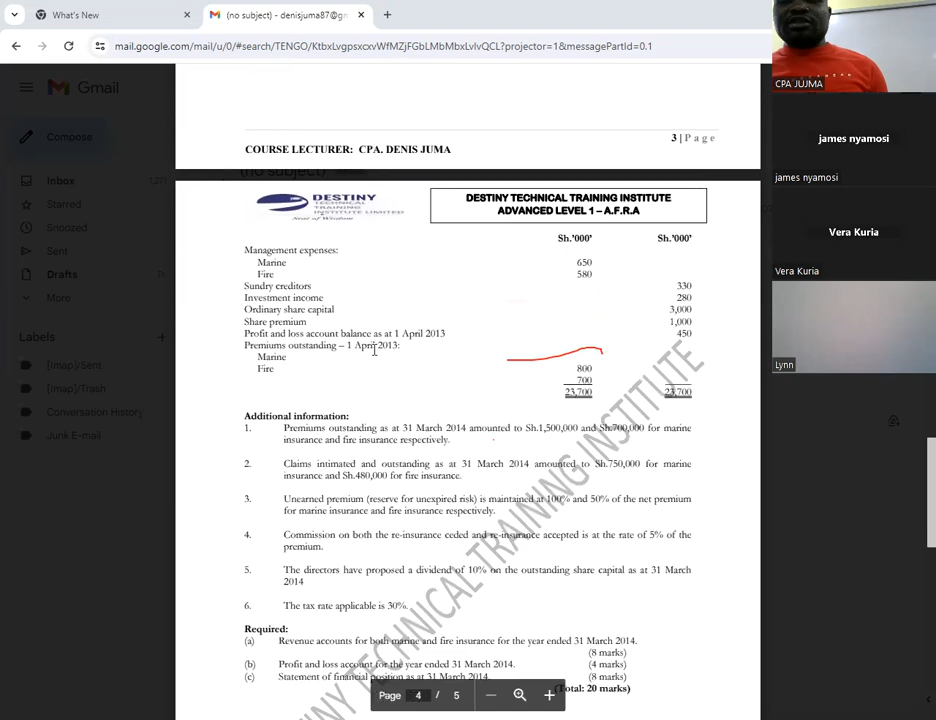 What's New
(no subject) - denisjuma87@gm
mail.google.com/mail/u/0/#search/TENGO/KtbxLvgpsxcxvWfMZjFGbLMbMbxLvlvQCL?projector=1&messagePartId=0.1
Gmail
Compose
Inbox
Starred
Snoozed
Sent
Drafts
More
Labels
[Imap]/Sent
[Imap]/Trash
Conversation History
Junk E-mail
3 | P a g e
COURSE LECTURER: CPA. DENIS JUMA
DESTINY
TECHNICAL
TRAINING
INSTITUTE LIMITED
Seat of Wisdom
DESTINY TECHNICAL TRAINING INSTITUTE
ADVANCED LEVEL 1 – A.F.R.A
Sh.'000' Sh.'000'
Management expenses:
Marine 650
Fire 580
Sundry creditors 330
Investment income 280
Ordinary share capital 3,000
Share premium 1,000
Profit and loss account balance as at 1 April 2013 450
Premiums outstanding – 1 April 2013:
Marine
Fire 800
700
23,700 23,700
Additional information:
1. Premiums outstanding as at 31 March 2014 amounted to Sh.1,500,000 and Sh.700,000 for marine
insurance and fire insurance respectively.
2. Claims intimated and outstanding as at 31 March 2014 amounted to Sh.750,000 for marine
insurance and Sh.480,000 for fire insurance.
3. Unearned premium (reserve for unexpired risk) is maintained at 100% and 50% of the net premium
for marine insurance and fire insurance respectively.
4. Commission on both the re-insurance ceded and re-insurance accepted is at the rate of 5% of the
premium.
5. The directors have proposed a dividend of 10% on the outstanding share capital as at 31 March
2014
6. The tax rate applicable is 30%.
Required:
(a) Revenue accounts for both marine and fire insurance for the year ended 31 March 2014.
(8 marks)
(b) Profit and loss account for the year ended 31 March 2014. (4 marks)
(c) Statement of financial position as at 31 March 2014. (8 marks)
(Total: 20 marks)
Page 4 / 5
TECHNICAL TRAINING INSTITUTE
CPA JUJMA
james nyamosi
james nyamosi
Vera Kuria
Vera Kuria
Lynn